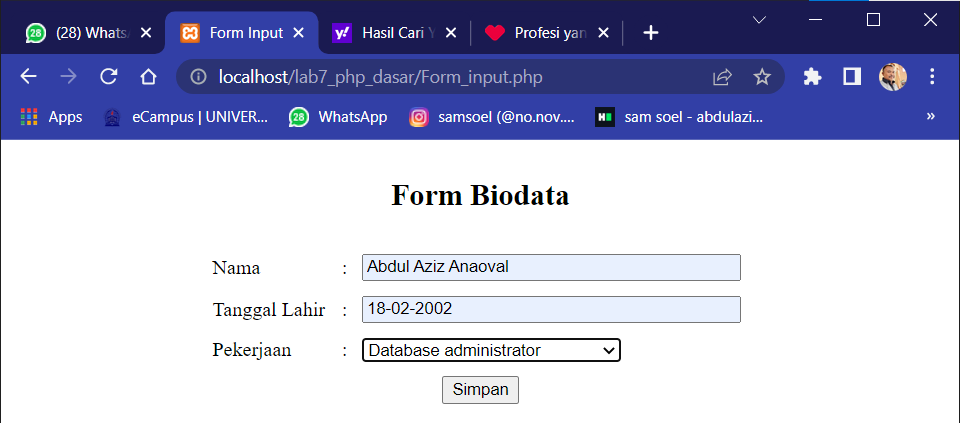 (28) Whats
Form Input
Hasil Cari Y
Profesi yan
localhost/lab7_php_dasar/Form_input.php
Apps
eCampus | UNIVER...
28
WhatsApp
samsoel (@no.nov....
sam soel - abdulazi...
»
Form Biodata
Nama : Abdul Aziz Anaoval
Tanggal Lahir : 18-02-2002
Pekerjaan : Database administrator
Simpan